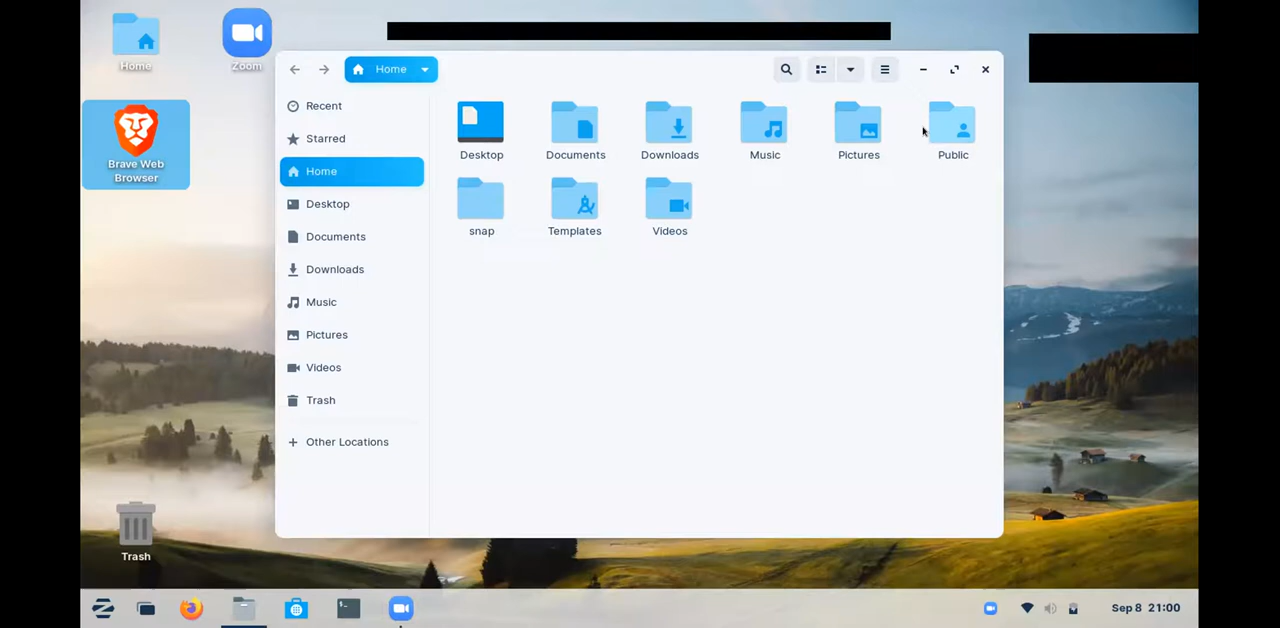 Home
Zoom
Brave Web
Browser
Trash
Home
Recent
Starred
Home
Desktop
Documents
Downloads
Music
Pictures
Videos
Trash
Other Locations
Desktop
Documents
Downloads
Music
Pictures
Public
snap
Templates
Videos
Sep 8 21:00